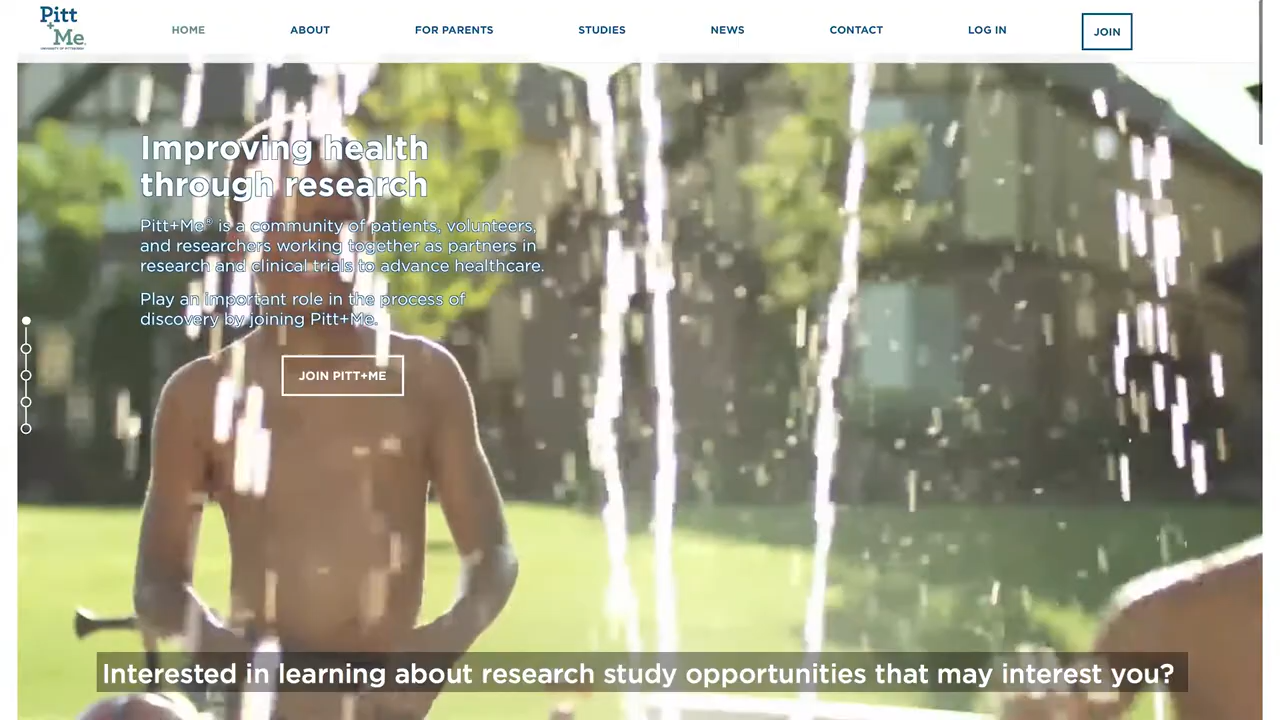 Pitt
+Me®
UNIVERSITY OF PITTSBURGH
HOME ABOUT FOR PARENTS STUDIES NEWS CONTACT LOG IN JOIN
Improving health
through research
Pitt+Me® is a community of patients, volunteers,
and researchers working together as partners in
research and clinical trials to advance healthcare.
Play an important role in the process of
discovery by joining Pitt+Me.
JOIN PITT+ME
Interested in learning about research study opportunities that may interest you?